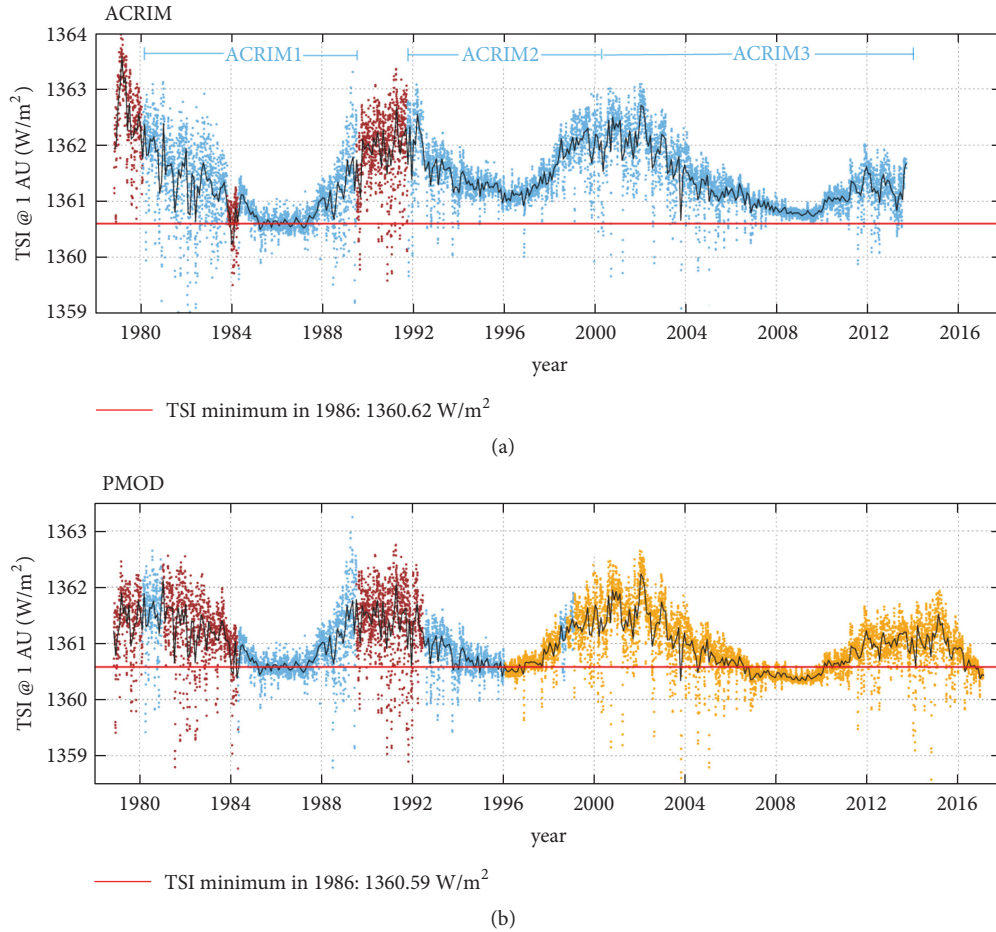 ACRIM
1364
1363
1362
1361
1360
1359
TSI @ 1 AU (W/m²)
ACRIM1 ACRIM2 ACRIM3
1980 1984 1988 1992 1996 2000 2004 2008 2012 2016
year
TSI minimum in 1986: 1360.62 W/m²
(a)
PMOD
1363
1362
1361
1360
1359
TSI @ 1 AU (W/m²)
1980 1984 1988 1992 1996 2000 2004 2008 2012 2016
year
TSI minimum in 1986: 1360.59 W/m²
(b)